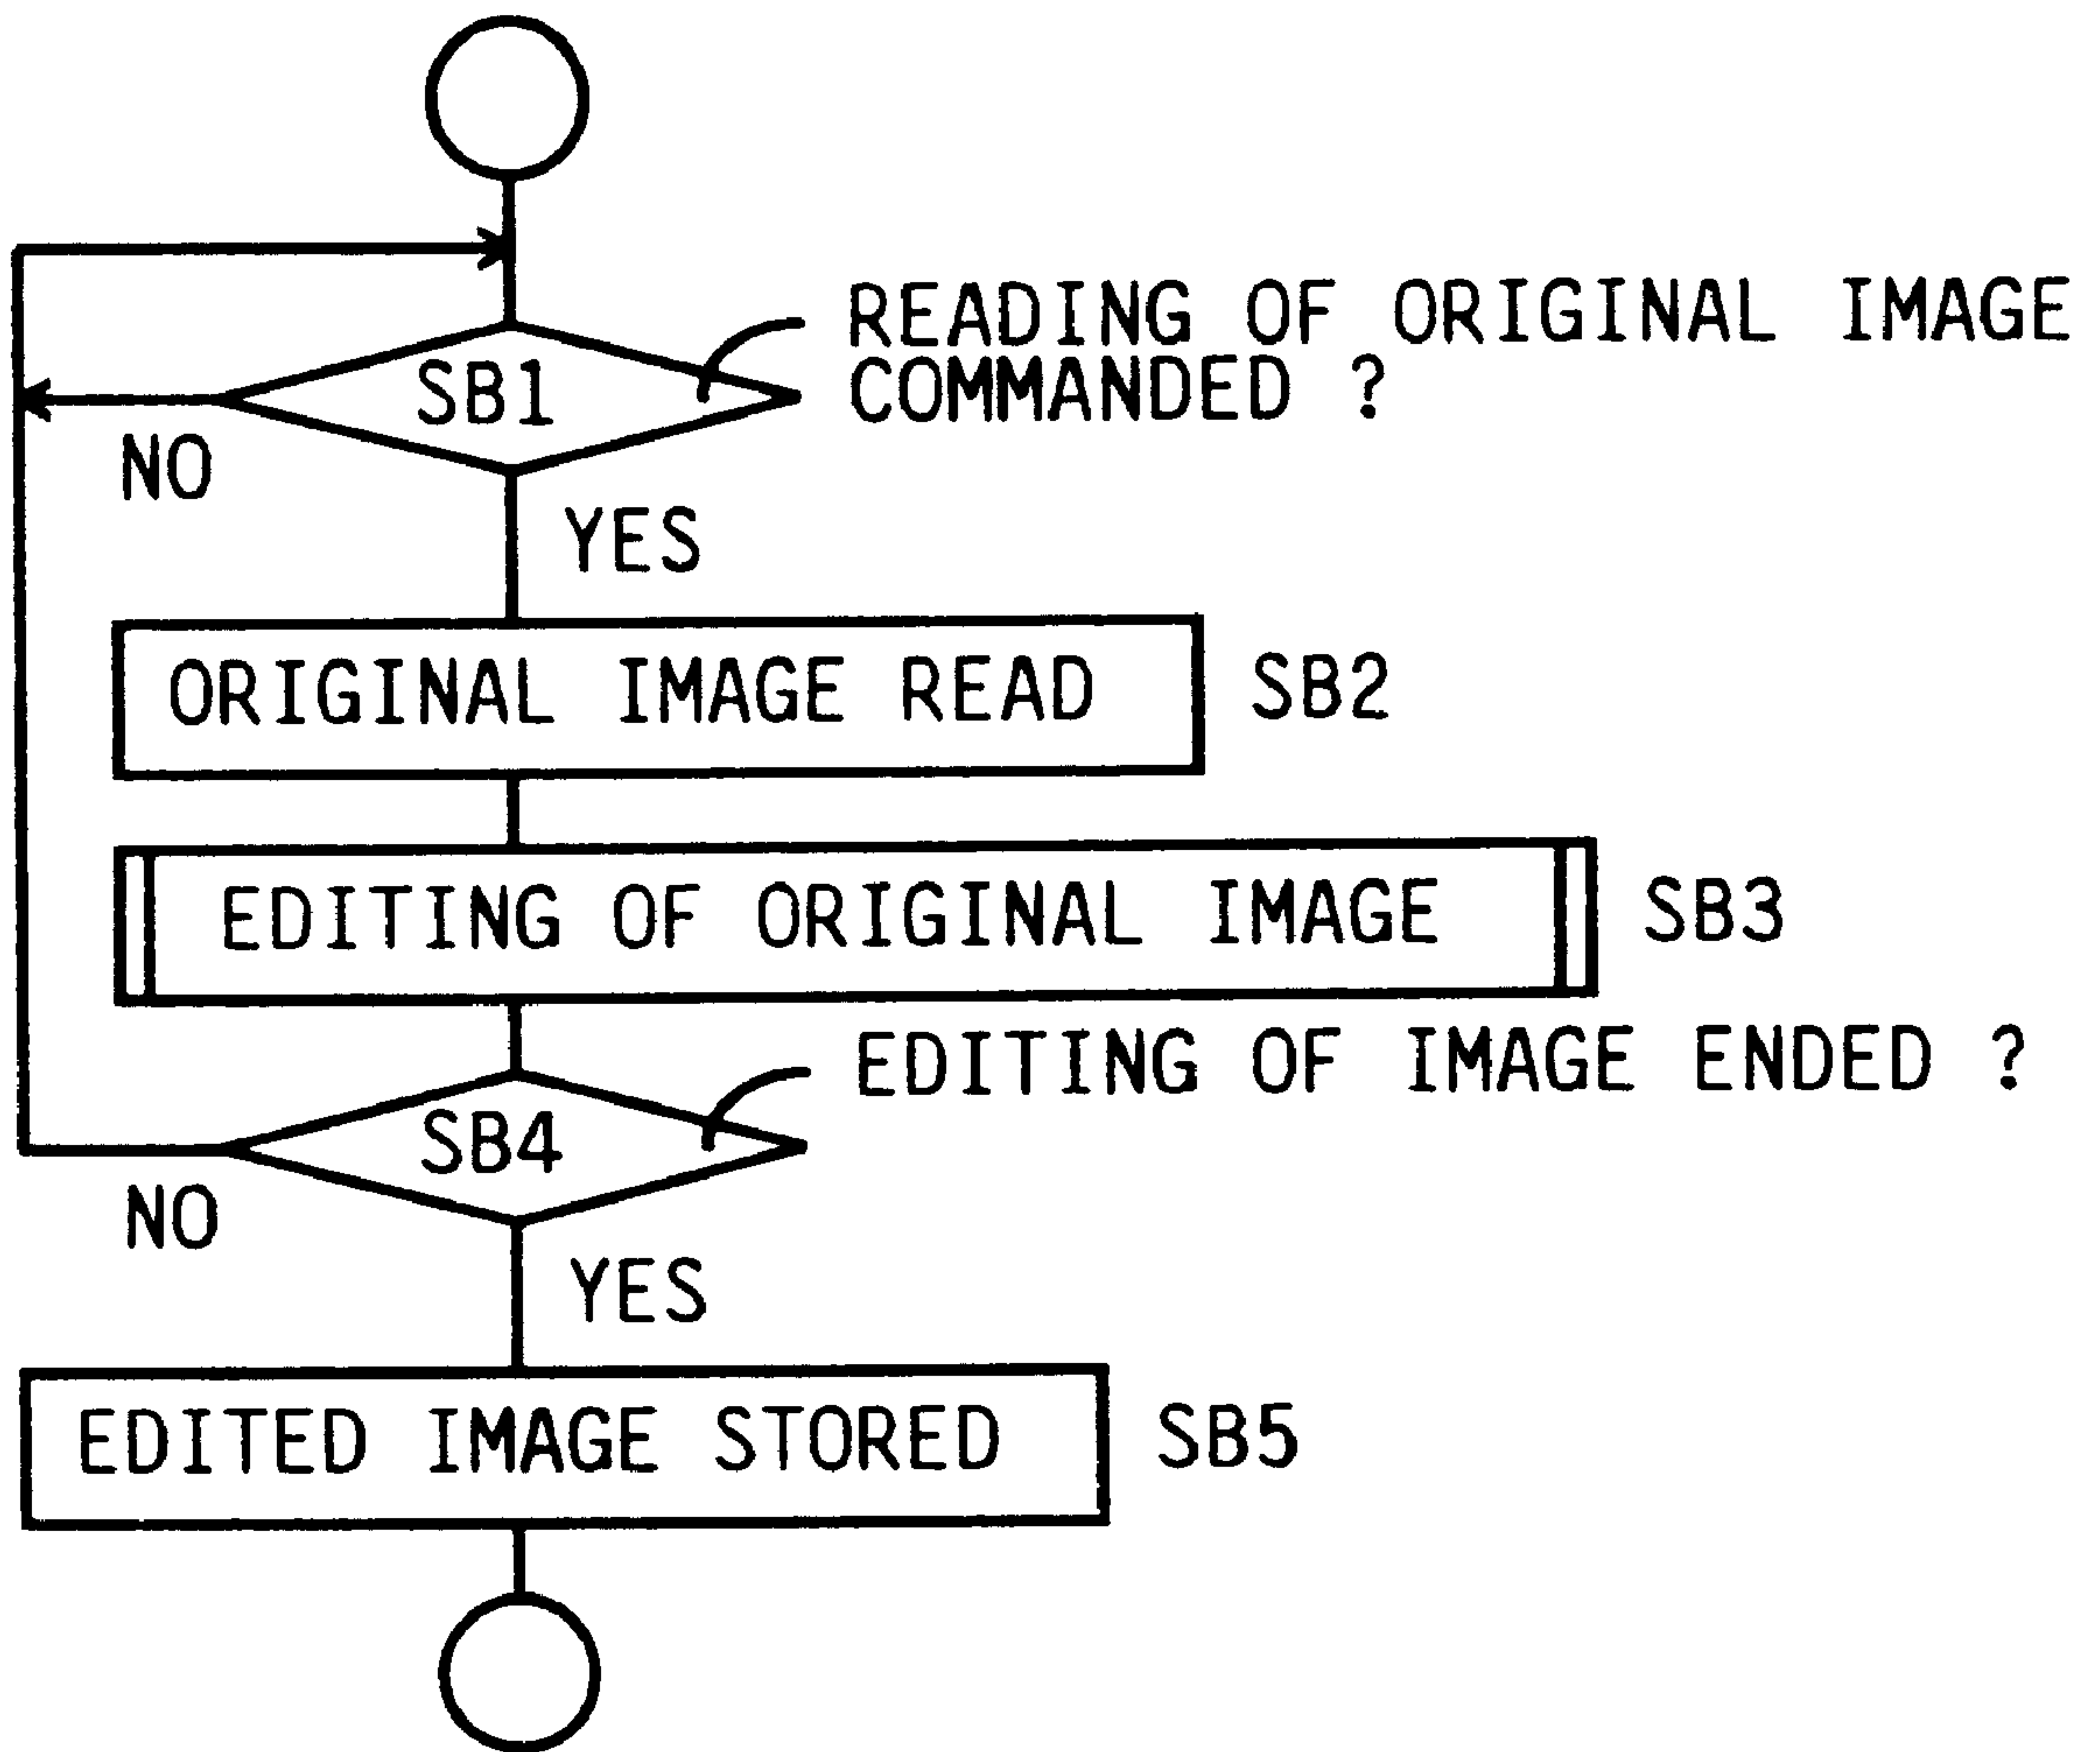 READING OF ORIGINAL IMAGE
COMMANDED ?
SB1
NO
YES
ORIGINAL IMAGE READ
SB2
EDITING OF ORIGINAL IMAGE
SB3
EDITING OF IMAGE ENDED ?
SB4
NO
YES
EDITED IMAGE STORED
SB5